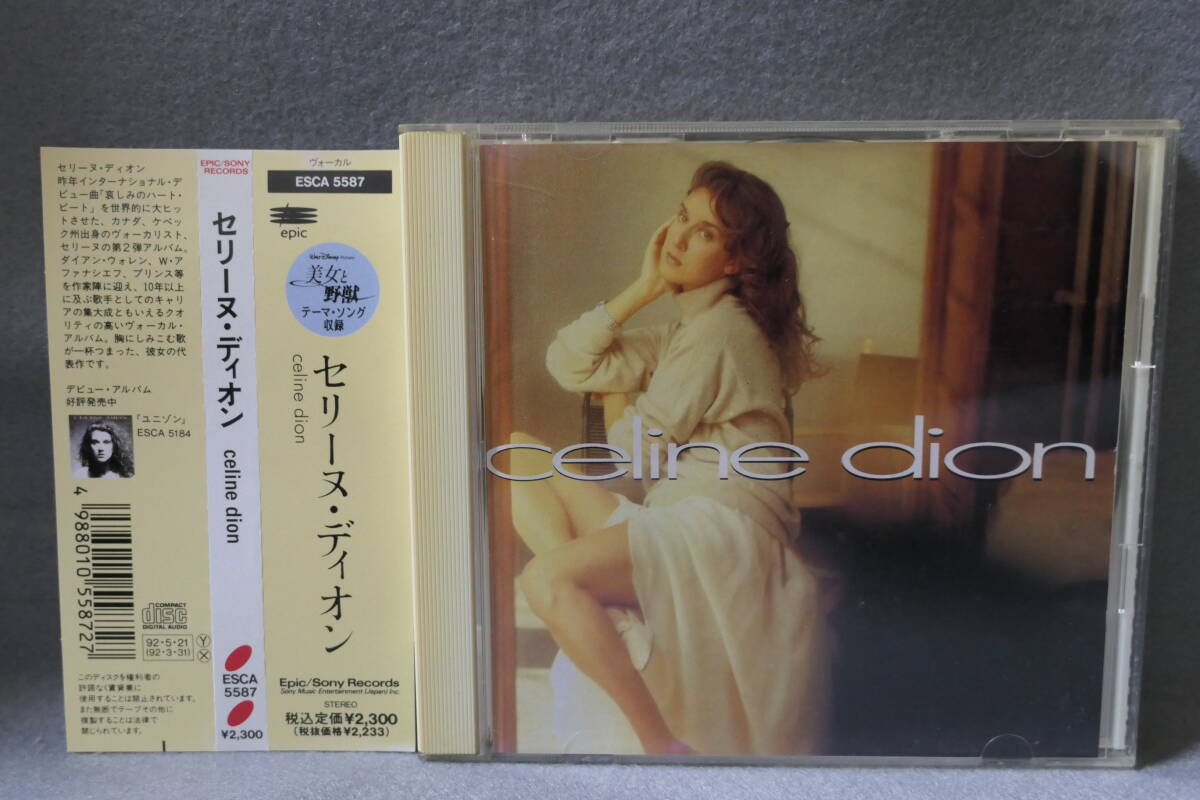 セリーヌ・ディオン
昨年インターナショナル・デ
ビュー曲「哀しみのハート・
ビート」を世界的に大ヒッ
トさせた、カナダ、ケベッ
ク州出身のヴォーカリスト、
セリーヌの第2弾アルバム。
ダイアン・ウォレン、W・ア
ファナシエフ、プリンス等
を作家陣に迎え、10年以上
に及ぶ歌手としてのキャリ
アの集大成ともいえるクオ
リティの高いヴォーカル・
アルバム。胸にしみこむ歌
が一杯つまった、彼女の代
表作です。
デビュー・アルバム
好評発売中
「ユニゾン」
ESCA 5184
4 988010 558727
COMPACT
disc
DIGITAL AUDIO
92・5・21
(92・3・31)
Y
X
このディスクを権利者の
許諾なく賃貸業に
使用することは禁止されています。
また無断でテープその他に
複製することは法律で
禁じられています。
EPIC/SONY
RECORDS
セリーヌ・ディオン
celine dion
ESCA
5587
¥2,300
ヴォーカル
ESCA 5587
epic
Walt Disney Pictures
美女と
野獣
テーマ・ソング
収録
セリーヌ・ディオン
celine dion
Epic/Sony Records
Sony Music Entertainment (Japan) Inc.
STEREO
税込定価¥2,300
(税抜価格¥2,233)
celine dion